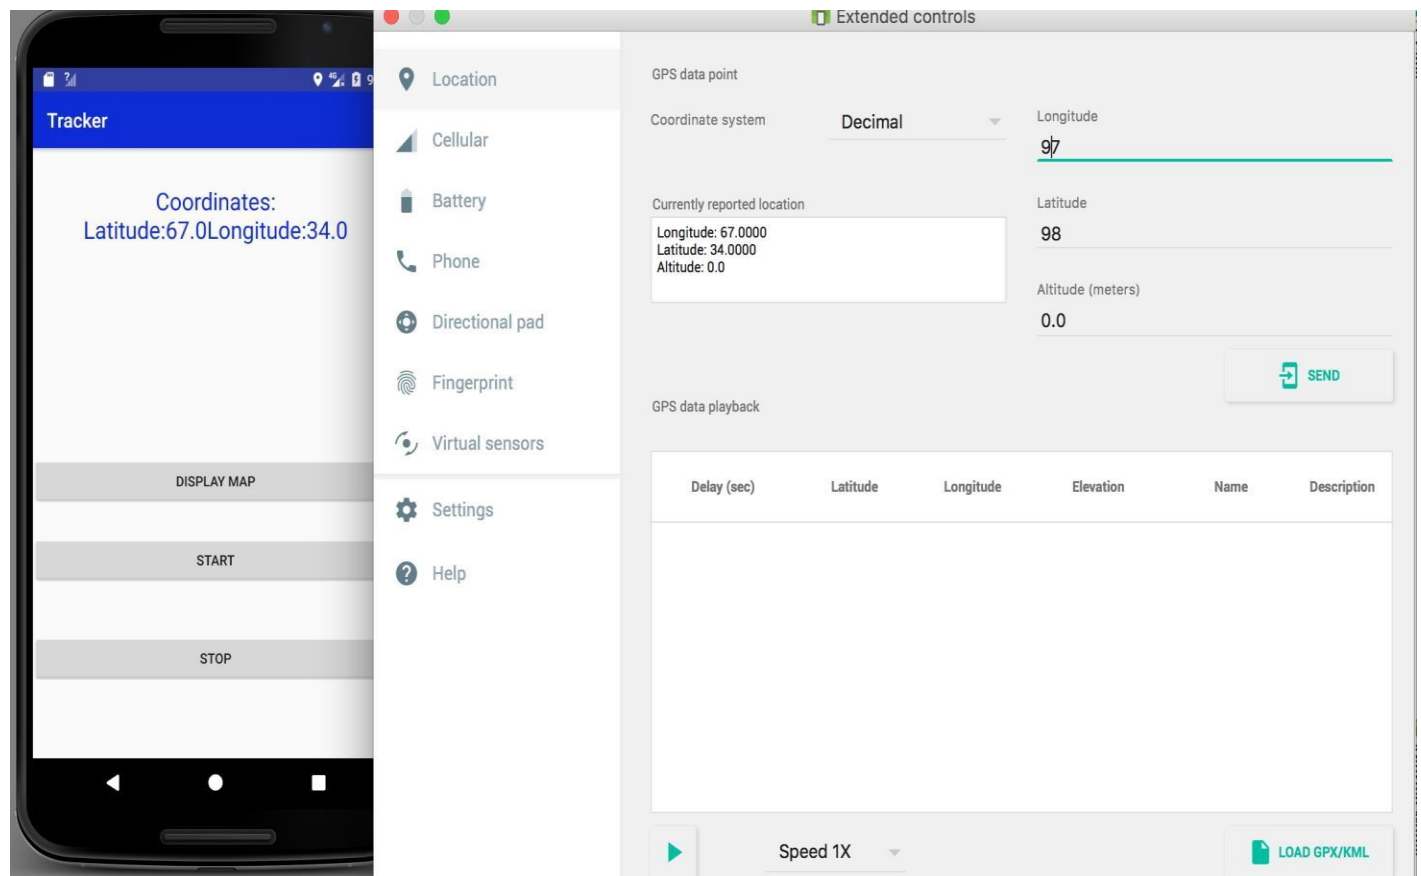 Extended controls
?
4G
9
Tracker
Coordinates:
Latitude:67.0Longitude:34.0
DISPLAY MAP
START
STOP
Location
Cellular
Battery
Phone
Directional pad
Fingerprint
Virtual sensors
Settings
?
Help
GPS data point
Coordinate system
Decimal
Longitude
97
Currently reported location
Longitude: 67.0000
Latitude: 34.0000
Altitude: 0.0
Latitude
98
Altitude (meters)
0.0
SEND
GPS data playback
Delay (sec) Latitude Longitude Elevation Name Description
Speed 1X
LOAD GPX/KML